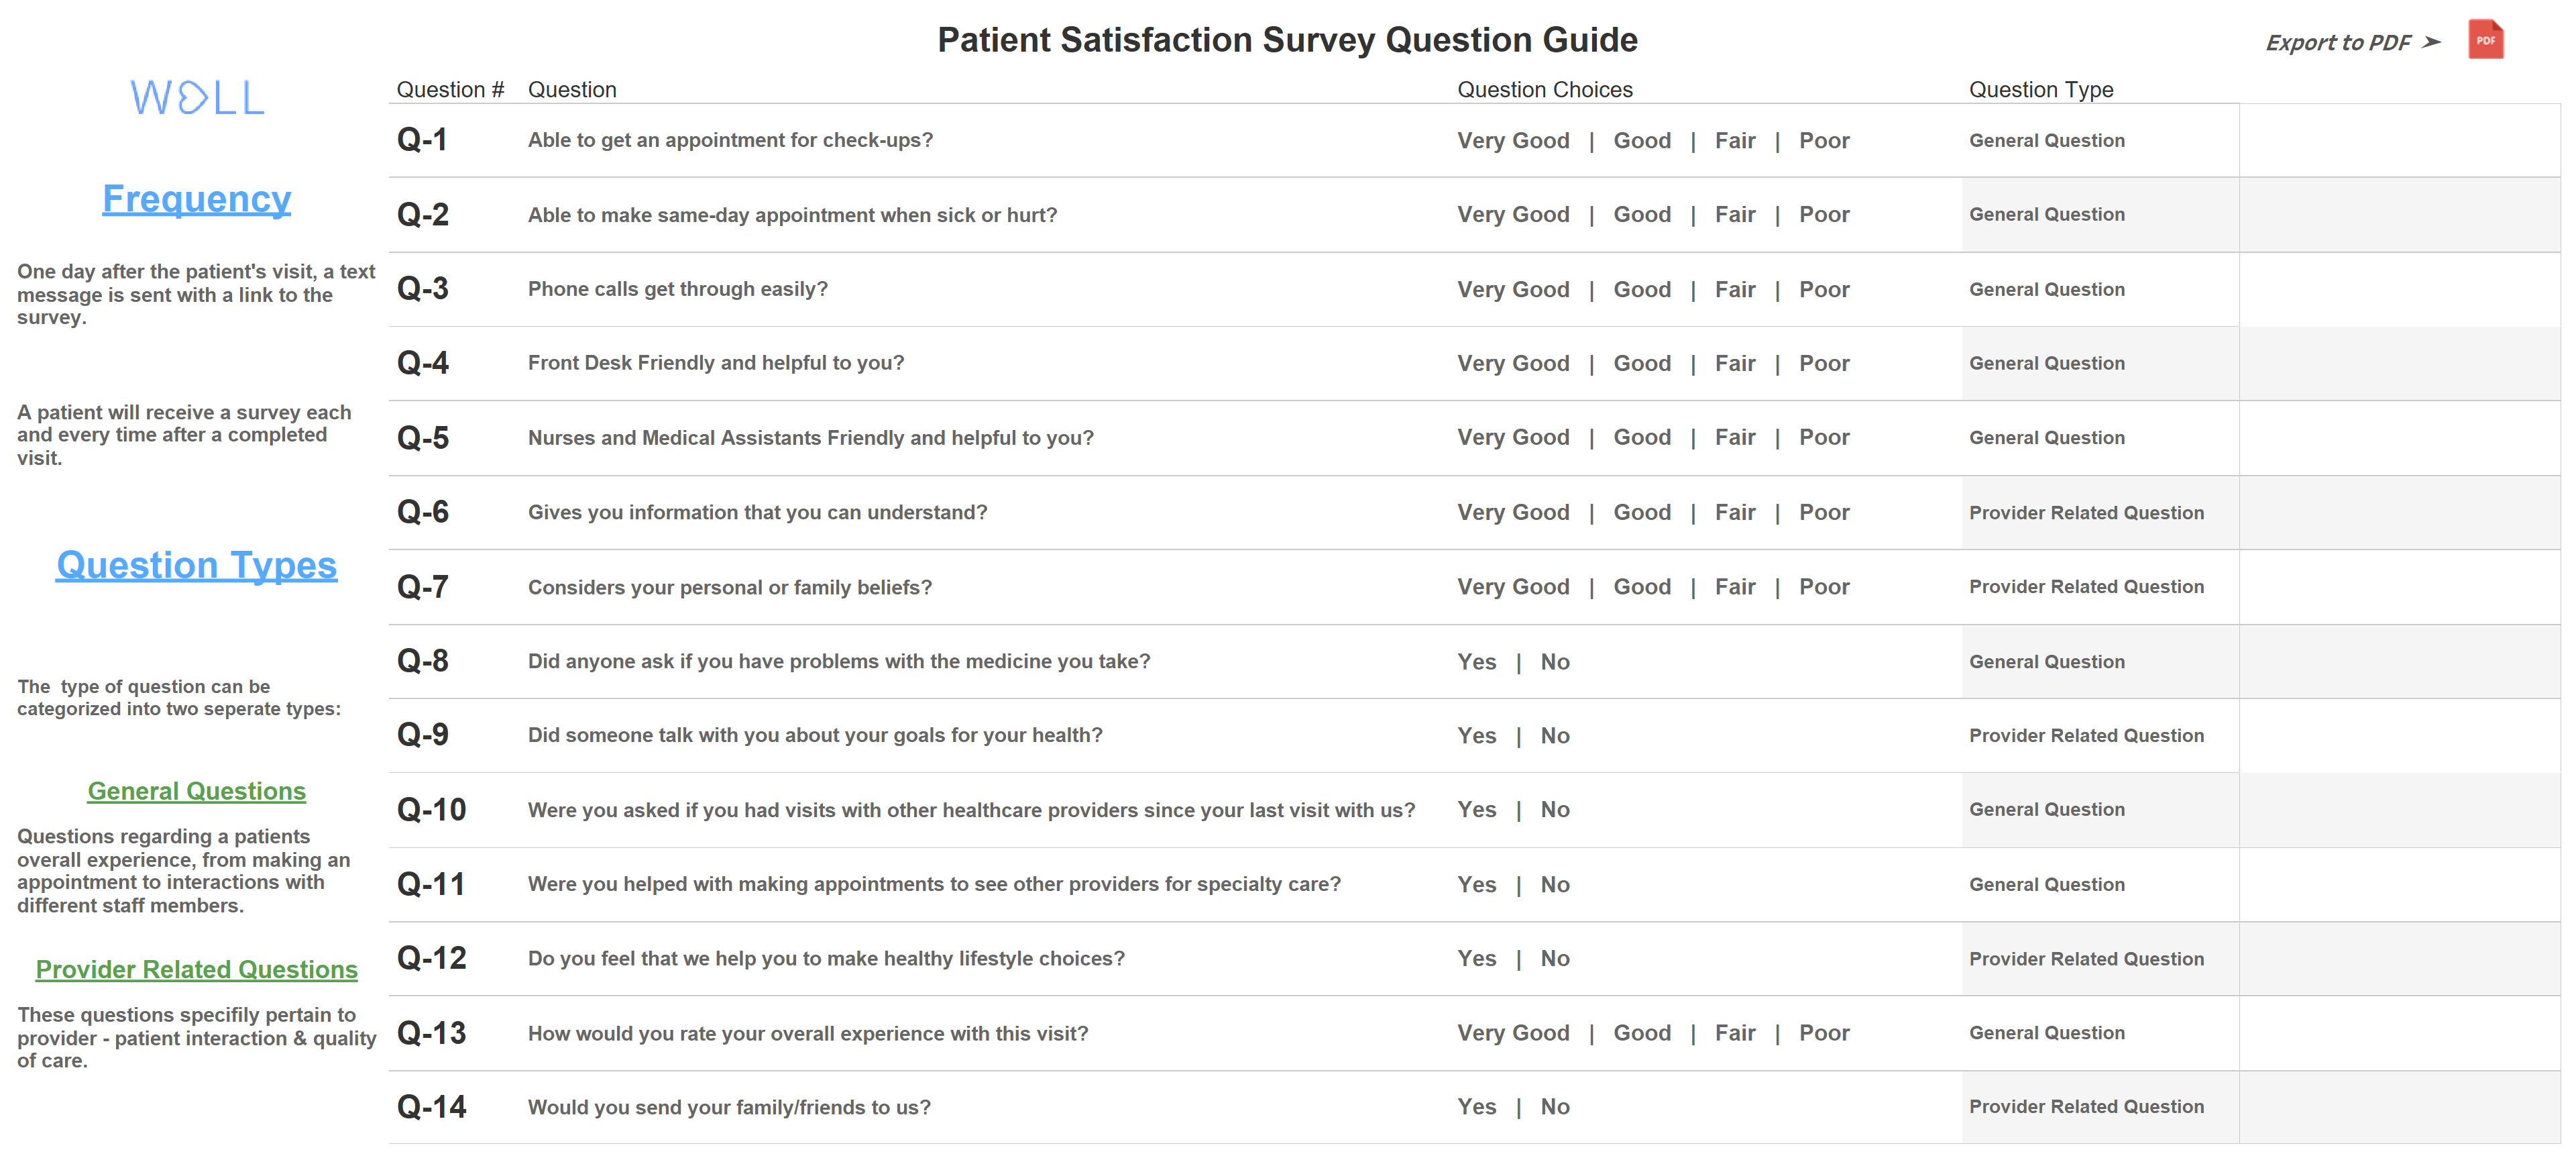 Patient Satisfaction Survey Question Guide
Export to PDF ➢
PDF
WELL
Frequency
One day after the patient's visit, a text
message is sent with a link to the
survey.
A patient will receive a survey each
and every time after a completed
visit.
Question Types
The  type of question can be
categorized into two seperate types:
General Questions
Questions regarding a patients
overall experience, from making an
appointment to interactions with
different staff members.
Provider Related Questions
These questions specifily pertain to
provider - patient interaction & quality
of care.
Question # Question Question Choices Question Type
Q-1 Able to get an appointment for check-ups? Very Good | Good | Fair | Poor General Question
Q-2 Able to make same-day appointment when sick or hurt? Very Good | Good | Fair | Poor General Question
Q-3 Phone calls get through easily? Very Good | Good | Fair | Poor General Question
Q-4 Front Desk Friendly and helpful to you? Very Good | Good | Fair | Poor General Question
Q-5 Nurses and Medical Assistants Friendly and helpful to you? Very Good | Good | Fair | Poor General Question
Q-6 Gives you information that you can understand? Very Good | Good | Fair | Poor Provider Related Question
Q-7 Considers your personal or family beliefs? Very Good | Good | Fair | Poor Provider Related Question
Q-8 Did anyone ask if you have problems with the medicine you take? Yes | No General Question
Q-9 Did someone talk with you about your goals for your health? Yes | No Provider Related Question
Q-10 Were you asked if you had visits with other healthcare providers since your last visit with us? Yes | No General Question
Q-11 Were you helped with making appointments to see other providers for specialty care? Yes | No General Question
Q-12 Do you feel that we help you to make healthy lifestyle choices? Yes | No Provider Related Question
Q-13 How would you rate your overall experience with this visit? Very Good | Good | Fair | Poor General Question
Q-14 Would you send your family/friends to us? Yes | No Provider Related Question